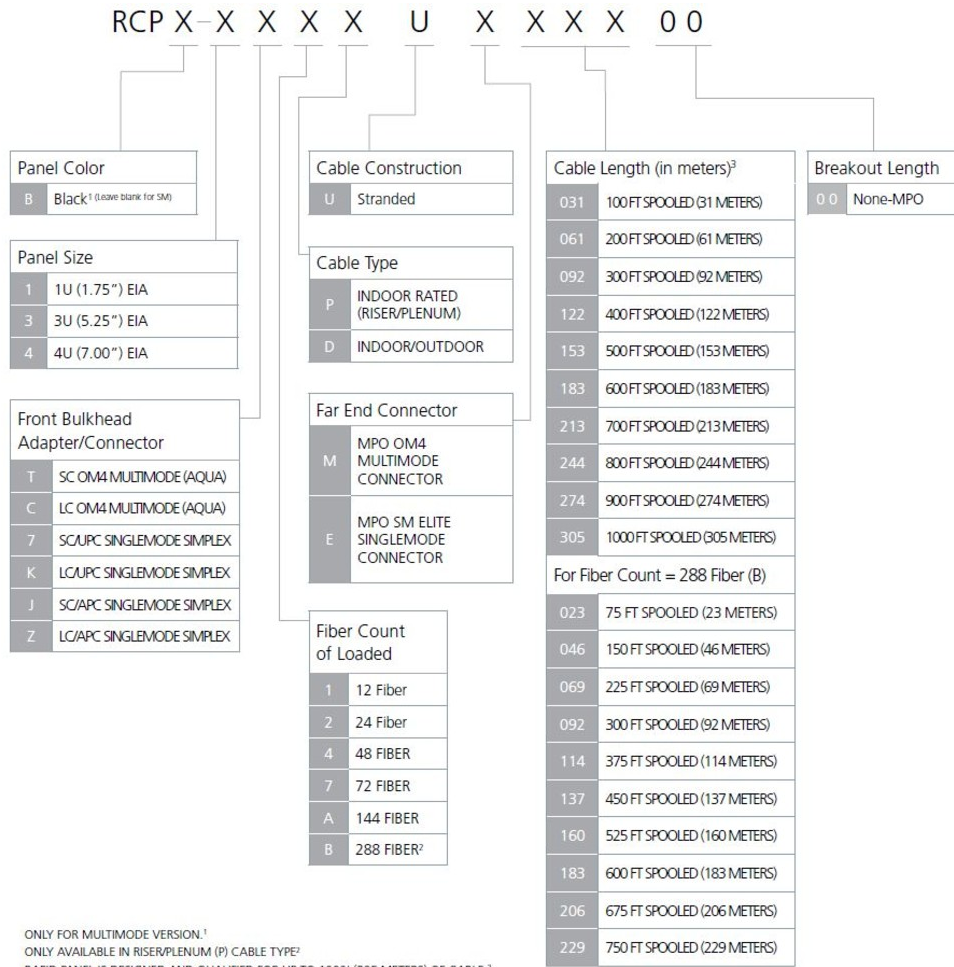 RCP X-X X X X U X X X X 0 0
Panel Color
B Black¹ (Leave blank for SM)
Panel Size
1 1U (1.75”) EIA
3 3U (5.25”) EIA
4 4U (7.00”) EIA
Front Bulkhead
Adapter/Connector
T SC OM4 MULTIMODE (AQUA)
C LC OM4 MULTIMODE (AQUA)
7 SC/UPC SINGLEMODE SIMPLEX
K LC/UPC SINGLEMODE SIMPLEX
J SC/APC SINGLEMODE SIMPLEX
Z LC/APC SINGLEMODE SIMPLEX
Cable Construction
U Stranded
Cable Type
P INDOOR RATED
(RISER/PLENUM)
D INDOOR/OUTDOOR
Far End Connector
M MPO OM4
MULTIMODE
CONNECTOR
E MPO SM ELITE
SINGLEMODE
CONNECTOR
Fiber Count
of Loaded
1 12 Fiber
2 24 Fiber
4 48 FIBER
7 72 FIBER
A 144 FIBER
B 288 FIBER²
Cable Length (in meters)³
031 100 FT SPOOLED (31 METERS)
061 200 FT SPOOLED (61 METERS)
092 300 FT SPOOLED (92 METERS)
122 400 FT SPOOLED (122 METERS)
153 500 FT SPOOLED (153 METERS)
183 600 FT SPOOLED (183 METERS)
213 700 FT SPOOLED (213 METERS)
244 800 FT SPOOLED (244 METERS)
274 900 FT SPOOLED (274 METERS)
305 1000 FT SPOOLED (305 METERS)
For Fiber Count = 288 Fiber (B)
023 75 FT SPOOLED (23 METERS)
046 150 FT SPOOLED (46 METERS)
069 225 FT SPOOLED (69 METERS)
092 300 FT SPOOLED (92 METERS)
114 375 FT SPOOLED (114 METERS)
137 450 FT SPOOLED (137 METERS)
160 525 FT SPOOLED (160 METERS)
183 600 FT SPOOLED (183 METERS)
206 675 FT SPOOLED (206 METERS)
229 750 FT SPOOLED (229 METERS)
Breakout Length
0 0 None-MPO
ONLY FOR MULTIMODE VERSION.¹
ONLY AVAILABLE IN RISER/PLENUM (P) CABLE TYPE²